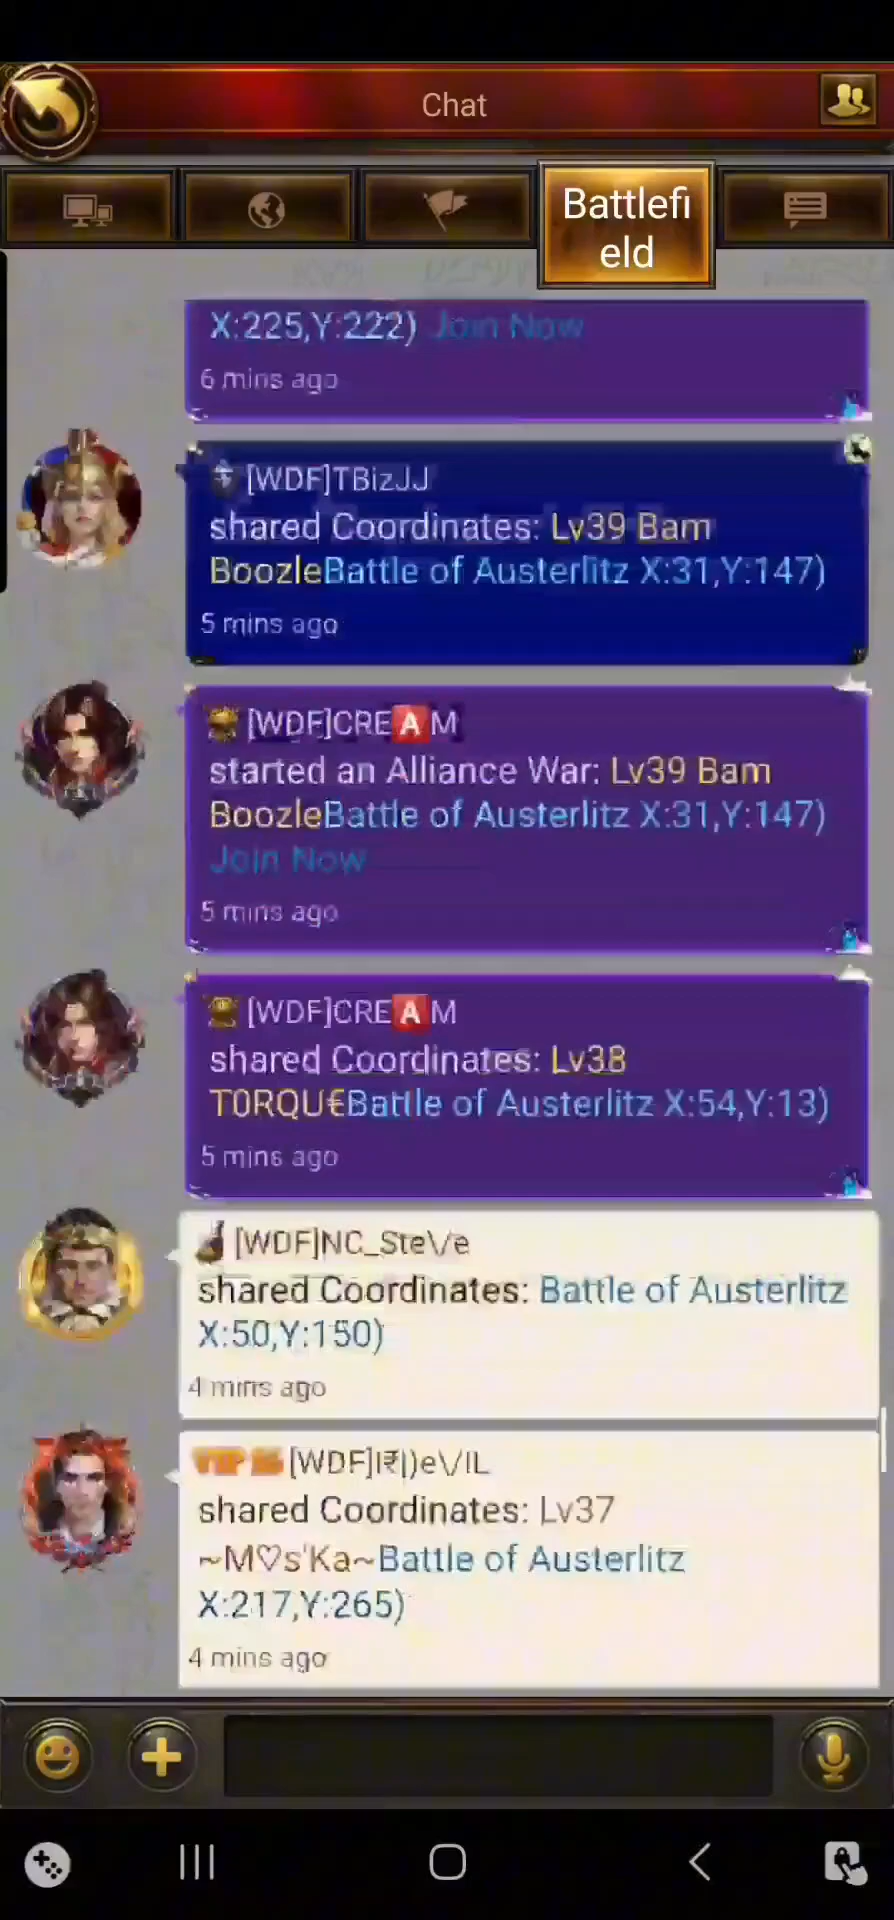 Chat
Battlefi
eld
X:225,Y:222) Join Now
6 mins ago
[WDF]TBizJJ
shared Coordinates: Lv39 Bam
BoozleBattle of Austerlitz X:31,Y:147)
5 mins ago
[WDF]CRE🅰M
started an Alliance War: Lv39 Bam
BoozleBattle of Austerlitz X:31,Y:147)
Join Now
5 mins ago
[WDF]CRE🅰M
shared Coordinates: Lv38
T0RQU€Battle of Austerlitz X:54,Y:13)
5 mins ago
[WDF]NC_Ste\/e
shared Coordinates: Battle of Austerlitz
X:50,Y:150)
4 mins ago
VIP [WDF]|₹|)e\/IL
shared Coordinates: Lv37
~M♡s'Ka~Battle of Austerlitz
X:217,Y:265)
4 mins ago